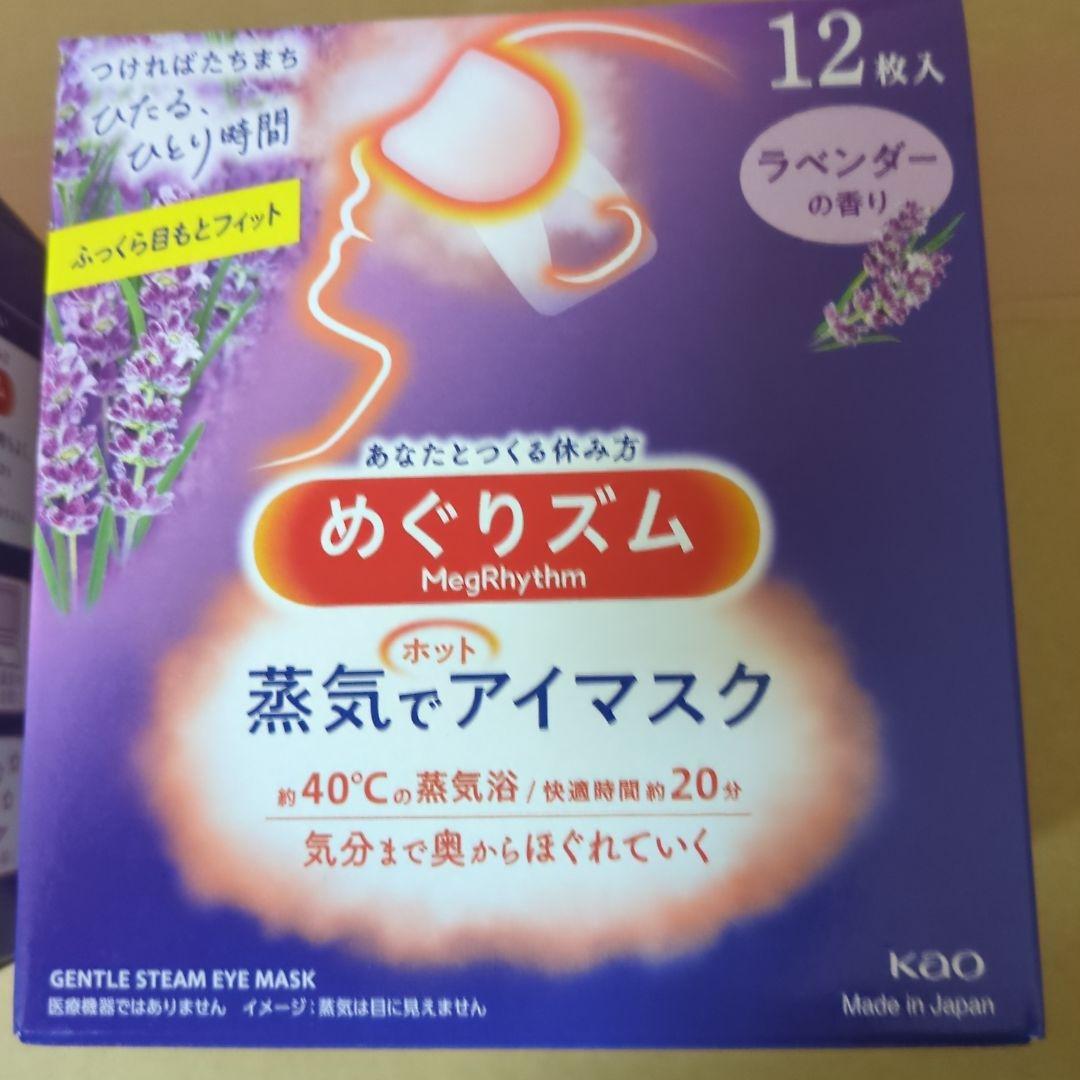 つければたちまち
ひたる、
ひとり時間
ふっくら目もとフィット
12枚入
ラベンダー
の香り
あなたとつくる休み方
めぐりズム
MegRhythm
ホット
蒸気でアイマスク
約40℃の蒸気浴/快適時間約20分
気分まで奥からほぐれていく
GENTLE STEAM EYE MASK
医療機器ではありません イメージ:蒸気は目に見えません
Kao
Made in Japan